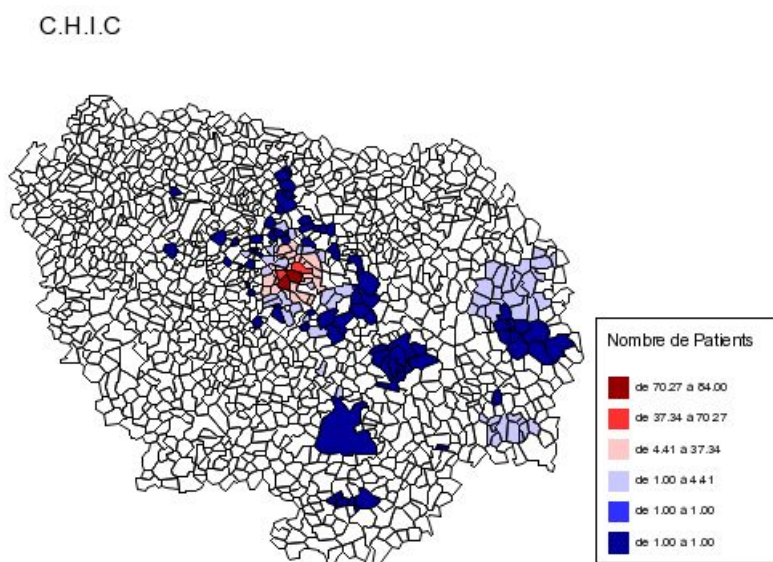 C.H.I.C
Nombre de Patients
de 70.27 a 84.00
de 37.34 a 70.27
de 4.41 a 37.34
de 1.00 a 4.41
de 1.00 a 1.00
de 1.00 a 1.00